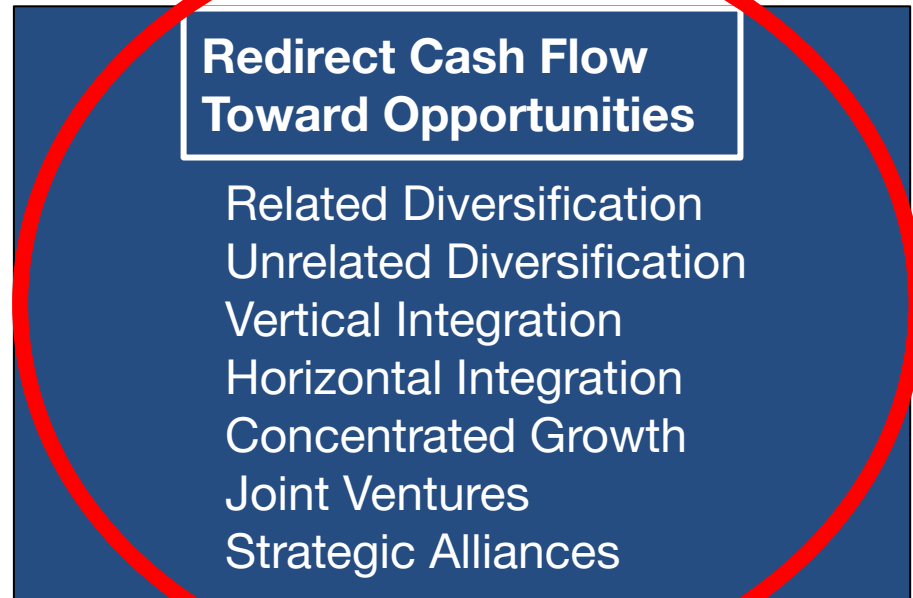 Redirect Cash Flow
Toward Opportunities
Related Diversification
Unrelated Diversification
Vertical Integration
Horizontal Integration
Concentrated Growth
Joint Ventures
Strategic Alliances